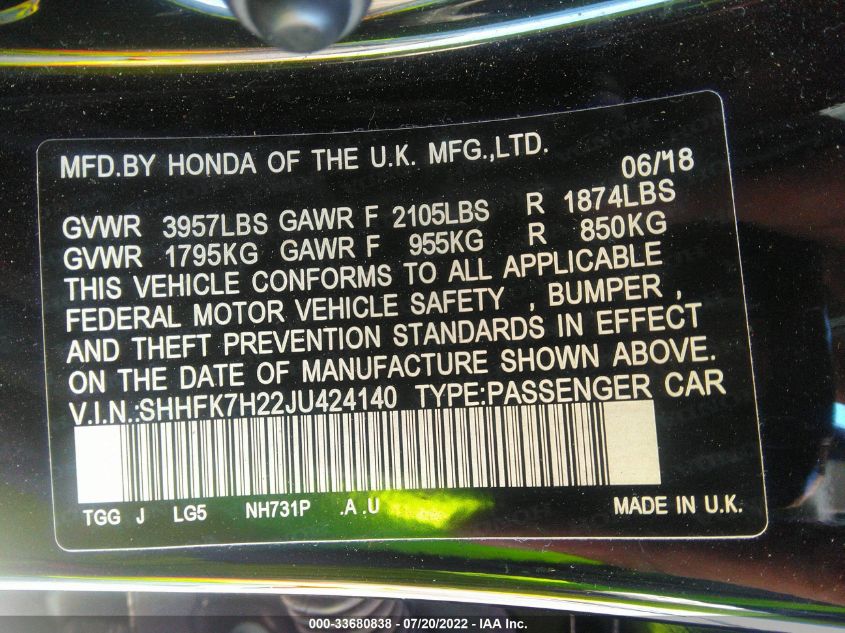 MFD.BY HONDA OF THE U.K. MFG.,LTD.
06/18
GVWR 3957LBS GAWR F 2105LBS R 1874LBS
GVWR 1795KG GAWR F 955KG R 850KG
THIS VEHICLE CONFORMS TO ALL APPLICABLE
FEDERAL MOTOR VEHICLE SAFETY , BUMPER ,
AND THEFT PREVENTION STANDARDS IN EFFECT
ON THE DATE OF MANUFACTURE SHOWN ABOVE.
V.I.N.:SHHFK7H22JU424140 TYPE:PASSENGER CAR
TGG J LG5 NH731P .A .U MADE IN U.K.
000-33680838 - 07/20/2022 - IAA Inc.